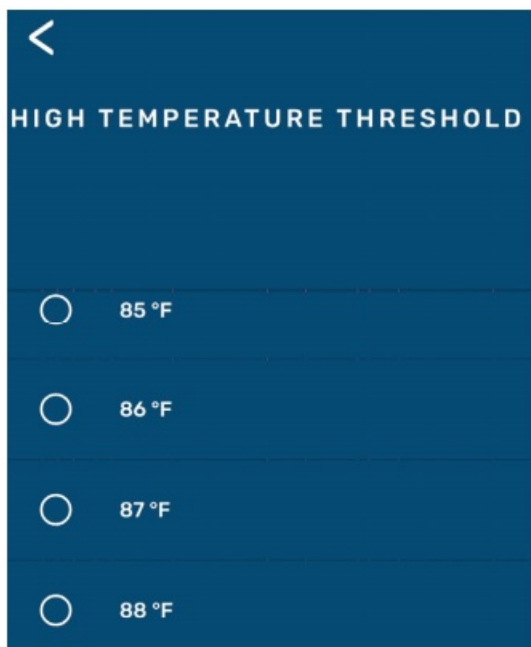 HIGH TEMPERATURE THRESHOLD
85 °F
86 °F
87 °F
88 °F